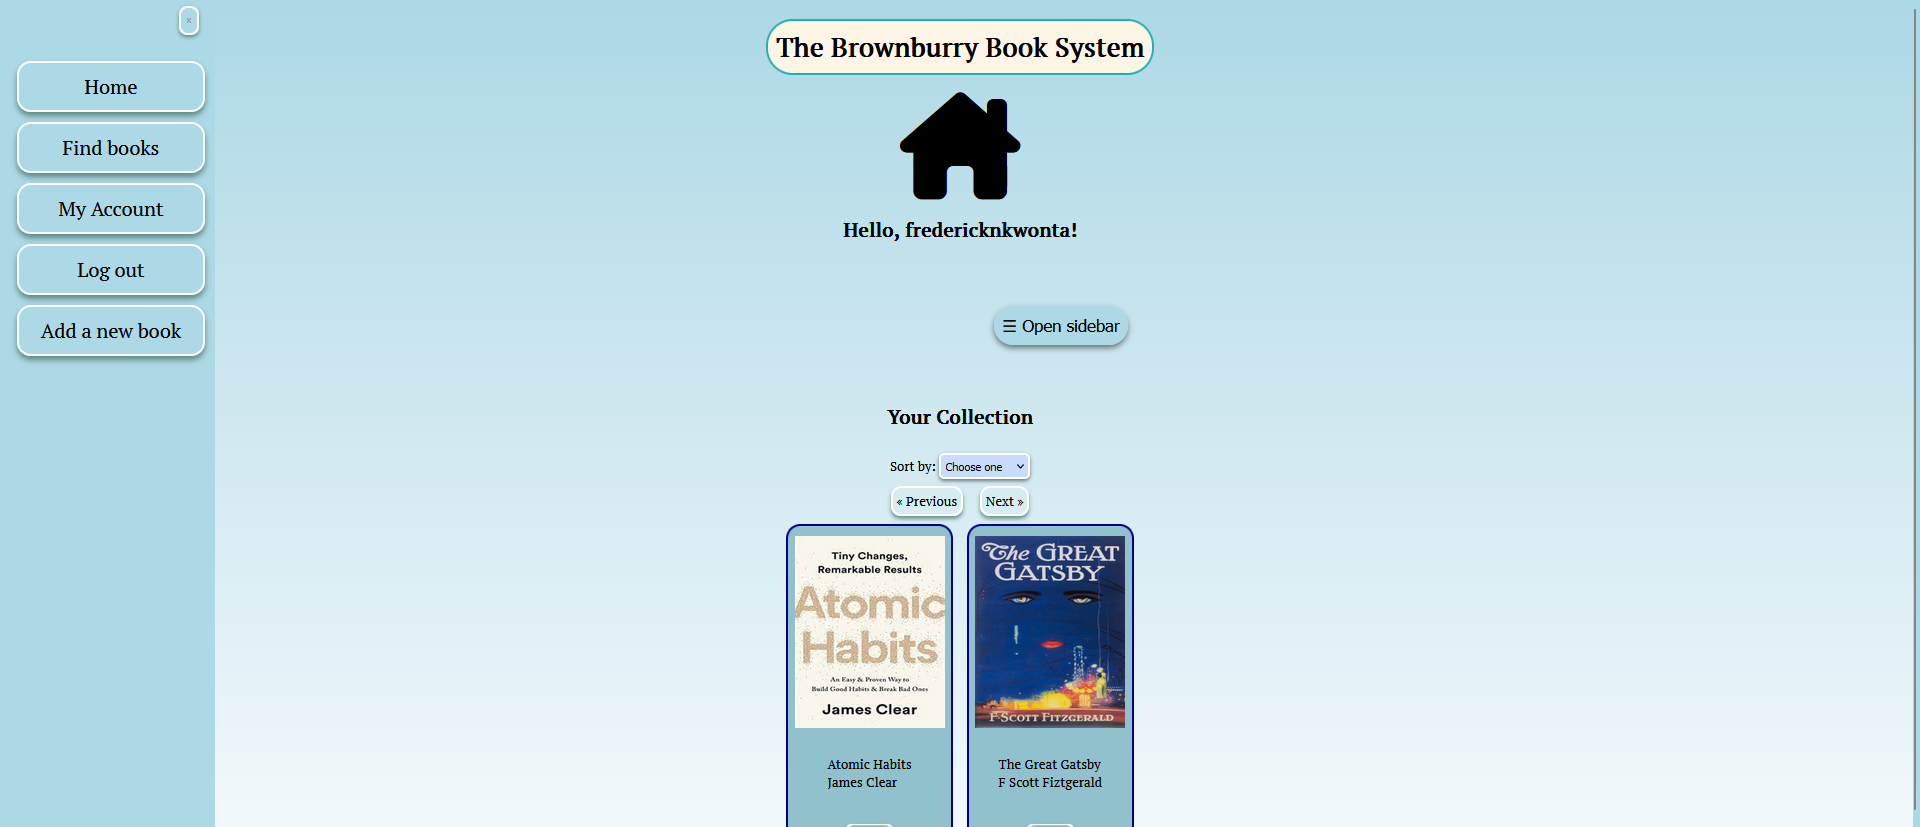 x
Home
Find books
My Account
Log out
Add a new book
The Brownburry Book System
Hello, fredericknkwonta!
☰ Open sidebar
Your Collection
Sort by: Choose one
« Previous Next »
Tiny Changes,
Remarkable Results
Atomic
Habits
An Easy & Proven Way to
Build Good Habits & Break Bad Ones
James Clear
Atomic Habits
James Clear
The GREAT
GATSBY
F·SCOTT FITZGERALD
The Great Gatsby
F Scott Fiztgerald